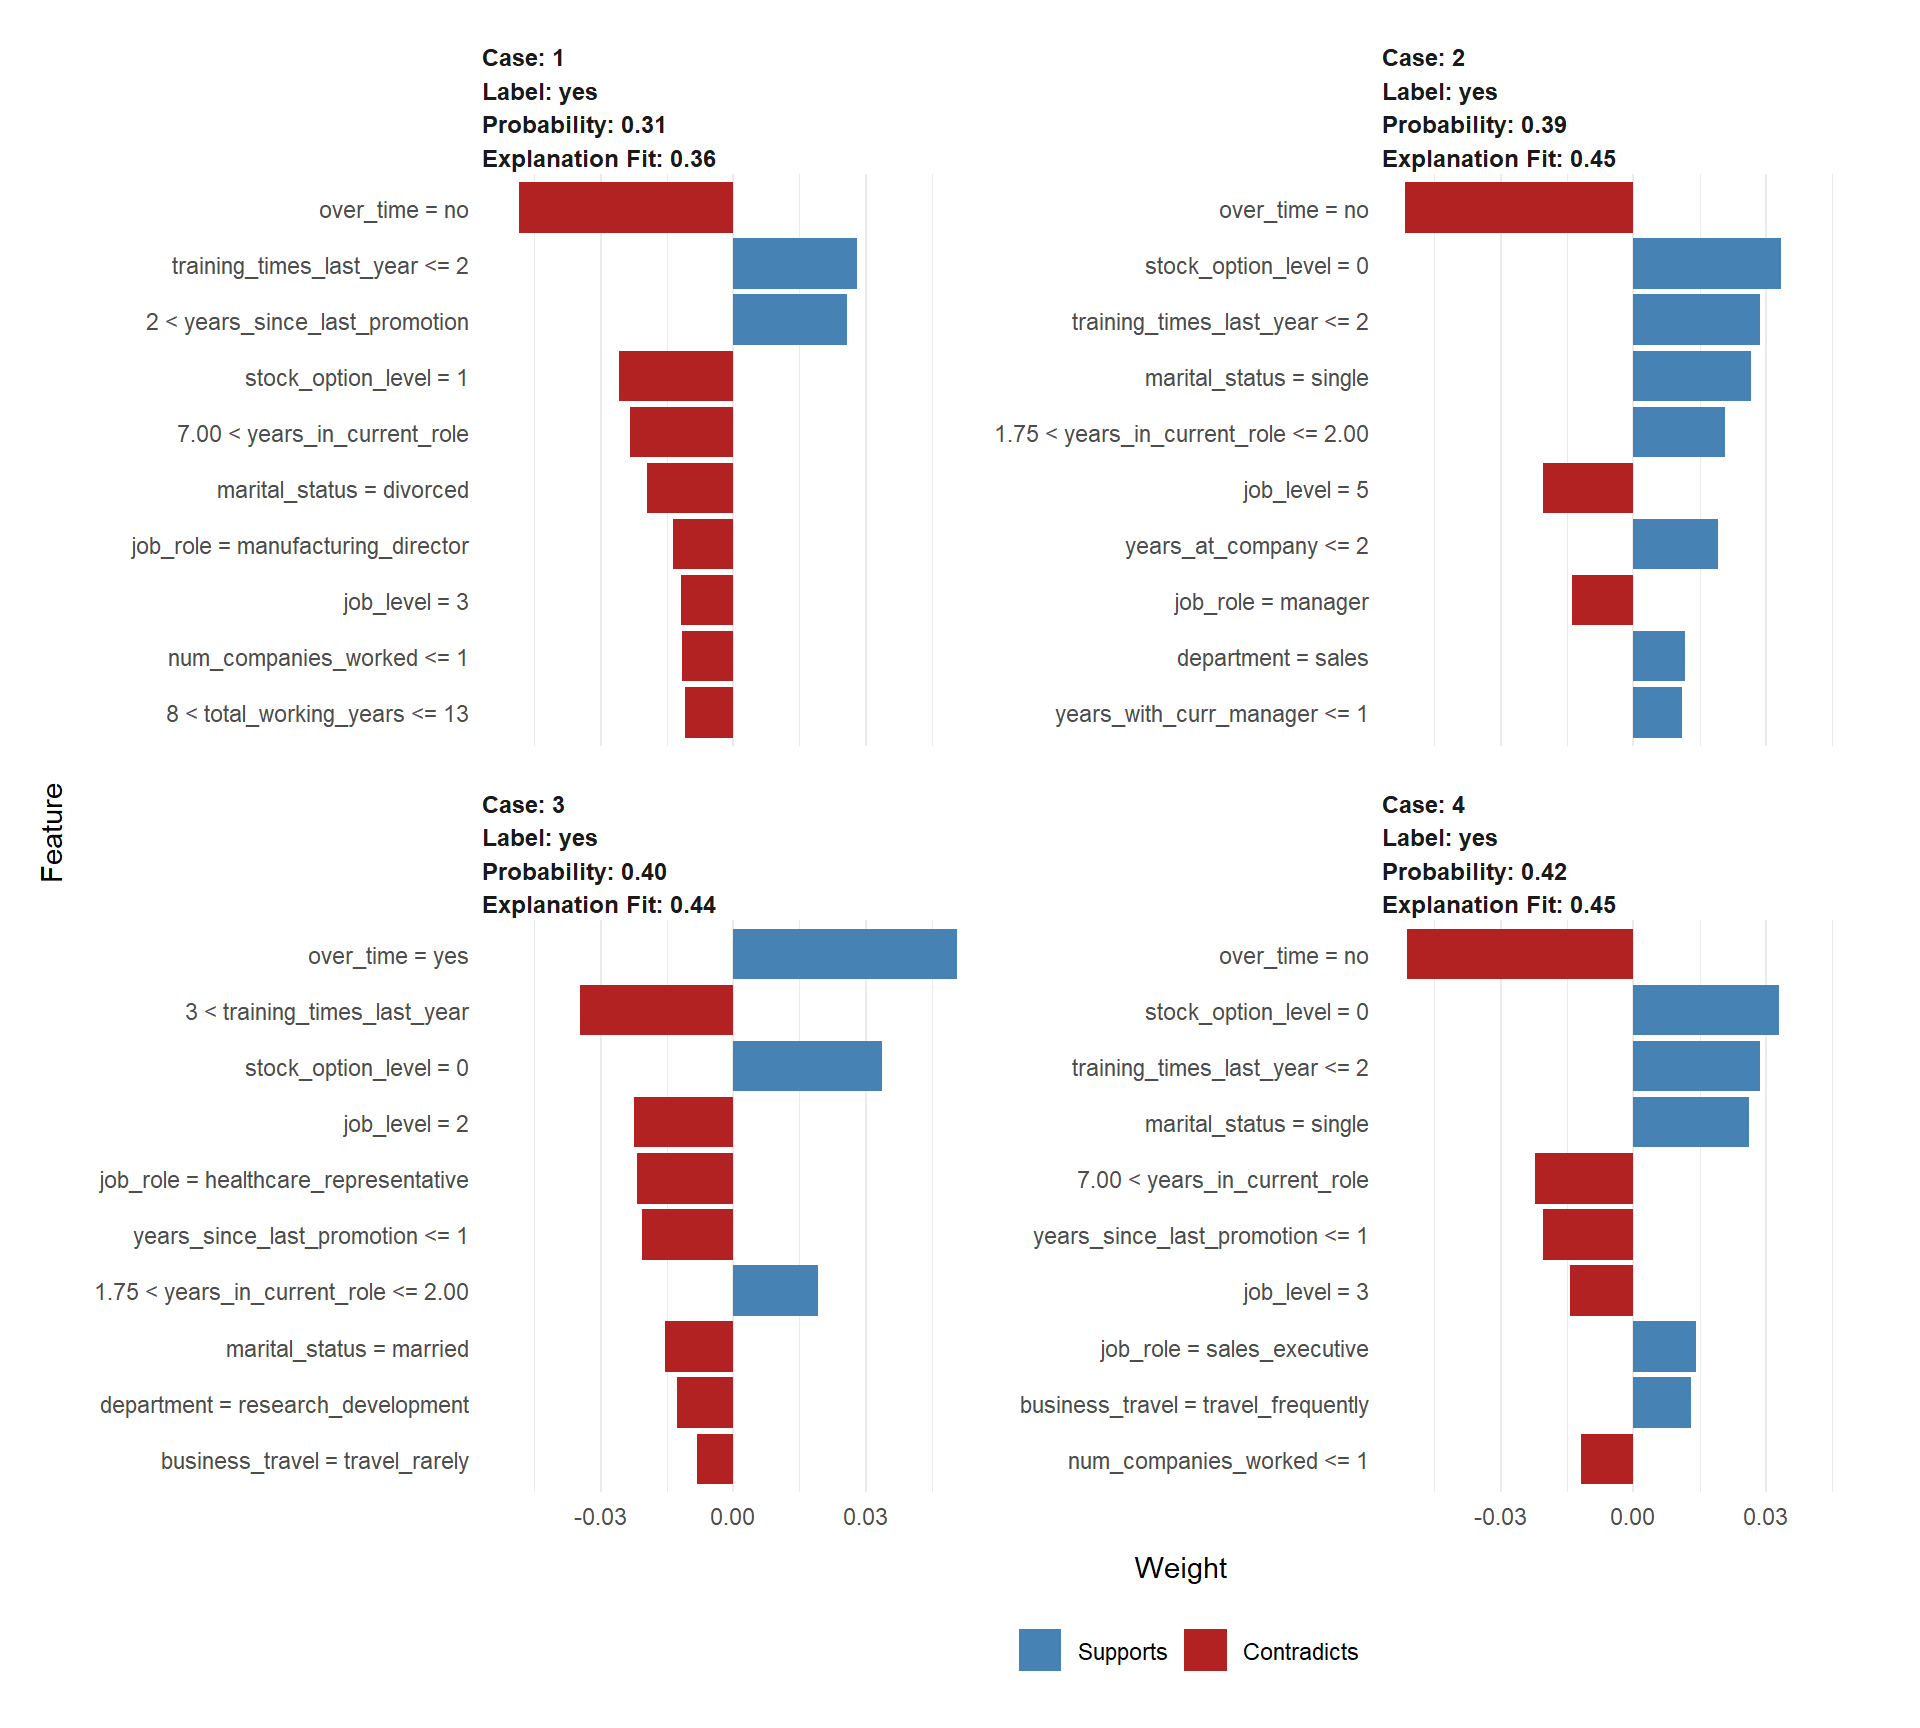 Case: 1
Label: yes
Probability: 0.31
Explanation Fit: 0.36
over_time = no
training_times_last_year <= 2
2 < years_since_last_promotion
stock_option_level = 1
7.00 < years_in_current_role
marital_status = divorced
job_role = manufacturing_director
job_level = 3
num_companies_worked <= 1
8 < total_working_years <= 13
Case: 2
Label: yes
Probability: 0.39
Explanation Fit: 0.45
over_time = no
stock_option_level = 0
training_times_last_year <= 2
marital_status = single
1.75 < years_in_current_role <= 2.00
job_level = 5
years_at_company <= 2
job_role = manager
department = sales
years_with_curr_manager <= 1
Feature
Case: 3
Label: yes
Probability: 0.40
Explanation Fit: 0.44
over_time = yes
3 < training_times_last_year
stock_option_level = 0
job_level = 2
job_role = healthcare_representative
years_since_last_promotion <= 1
1.75 < years_in_current_role <= 2.00
marital_status = married
department = research_development
business_travel = travel_rarely
-0.03 0.00 0.03
Case: 4
Label: yes
Probability: 0.42
Explanation Fit: 0.45
over_time = no
stock_option_level = 0
training_times_last_year <= 2
marital_status = single
7.00 < years_in_current_role
years_since_last_promotion <= 1
job_level = 3
job_role = sales_executive
business_travel = travel_frequently
num_companies_worked <= 1
-0.03 0.00 0.03
Weight
Supports Contradicts